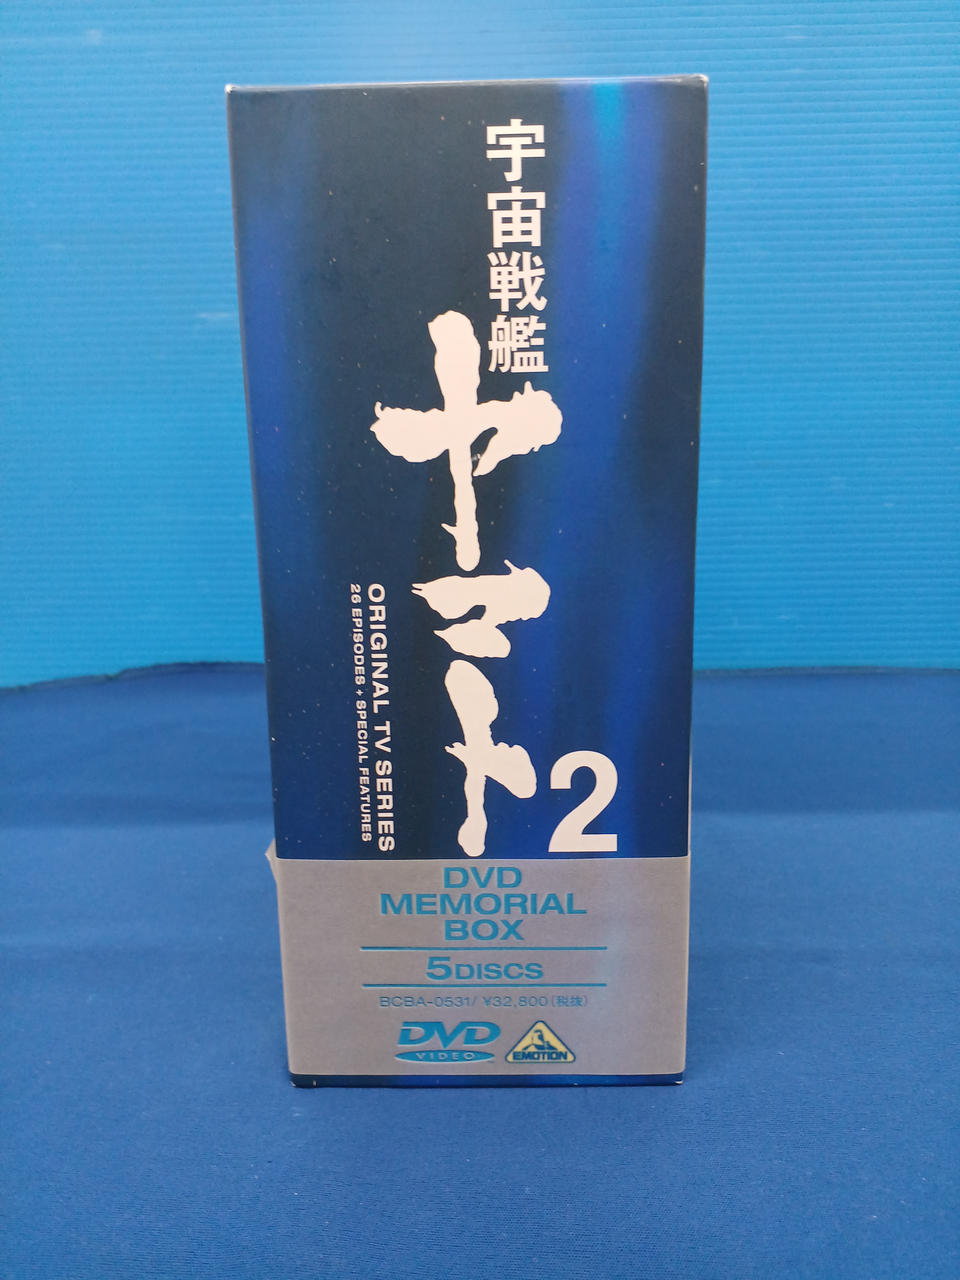 宇宙戦艦
ヤマト
2
ORIGINAL TV SERIES
26 EPISODES + SPECIAL FEATURES
DVD
MEMORIAL
BOX
5DISCS
BCBA-0531/ ¥32,800(税抜)
DVD
VIDEO
EMOTION